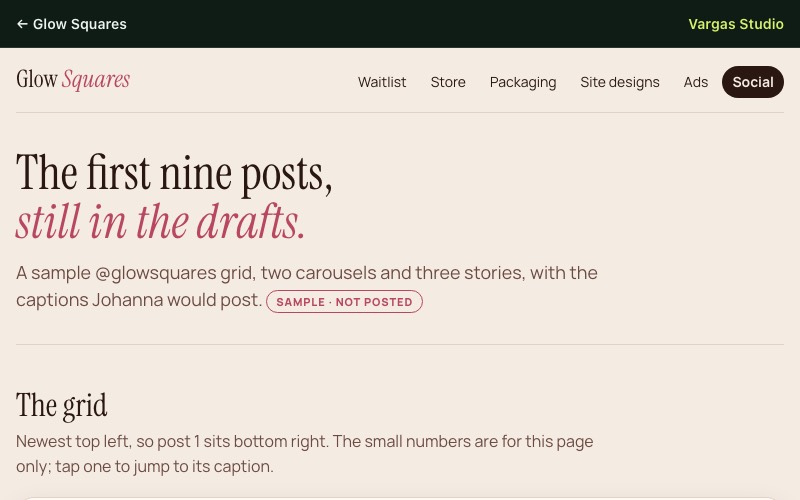 ← Glow Squares
Vargas Studio
Glow Squares
Waitlist
Store
Packaging
Site designs
Ads
Social
The first nine posts,
still in the drafts.
A sample @glowsquares grid, two carousels and three stories, with the
captions Johanna would post. SAMPLE · NOT POSTED
The grid
Newest top left, so post 1 sits bottom right. The small numbers are for this page
only; tap one to jump to its caption.